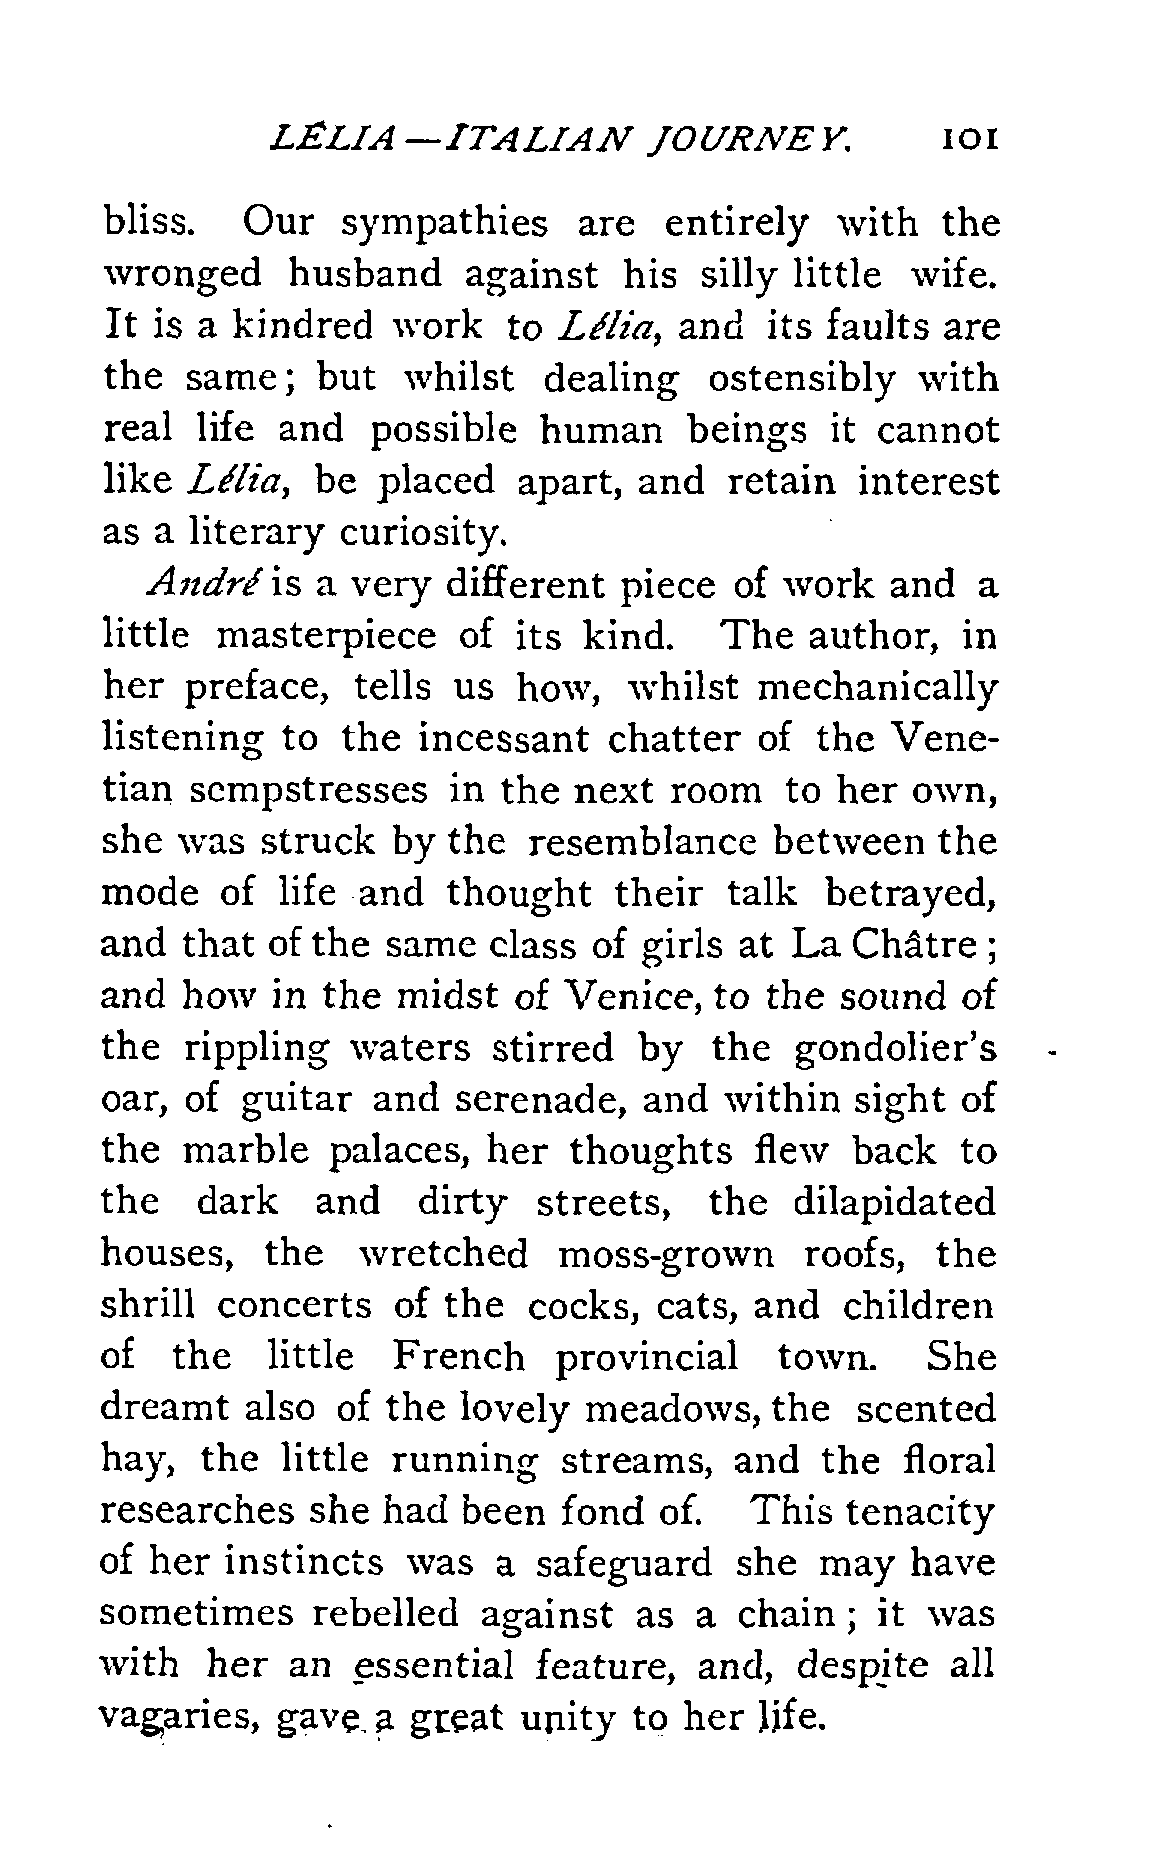 LÉLIA—ITALIAN JOURNEY. 101
bliss. Our sympathies are entirely with the
wronged husband against his silly little wife.
It is a kindred work to Lélia, and its faults are
the same; but whilst dealing ostensibly with
real life and possible human beings it cannot
like Lélia, be placed apart, and retain interest
as a literary curiosity.
André is a very different piece of work and a
little masterpiece of its kind. The author, in
her preface, tells us how, whilst mechanically
listening to the incessant chatter of the Vene-
tian sempstresses in the next room to her own,
she was struck by the resemblance between the
mode of life and thought their talk betrayed,
and that of the same class of girls at La Châtre;
and how in the midst of Venice, to the sound of
the rippling waters stirred by the gondolier's
oar, of guitar and serenade, and within sight of
the marble palaces, her thoughts flew back to
the dark and dirty streets, the dilapidated
houses, the wretched moss-grown roofs, the
shrill concerts of the cocks, cats, and children
of the little French provincial town. She
dreamt also of the lovely meadows, the scented
hay, the little running streams, and the floral
researches she had been fond of. This tenacity
of her instincts was a safeguard she may have
sometimes rebelled against as a chain; it was
with her an essential feature, and, despite all
vagaries, gave a great unity to her life.